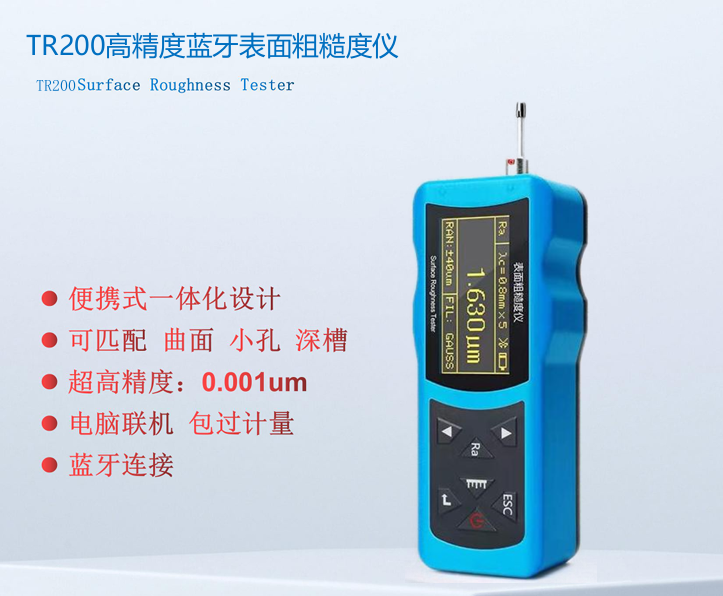 TR200高精度蓝牙表面粗糙度仪
TR200Surface Roughness Tester
便携式一体化设计
可匹配 曲面 小孔 深槽
超高精度：0.001um
电脑联机 包过计量
蓝牙连接
表面粗糙度仪
Ra λc=0.8mm×5
1.630μm
RAN:±40um FIL: GAUSS
Surface Roughness Tester
Ra
ESC